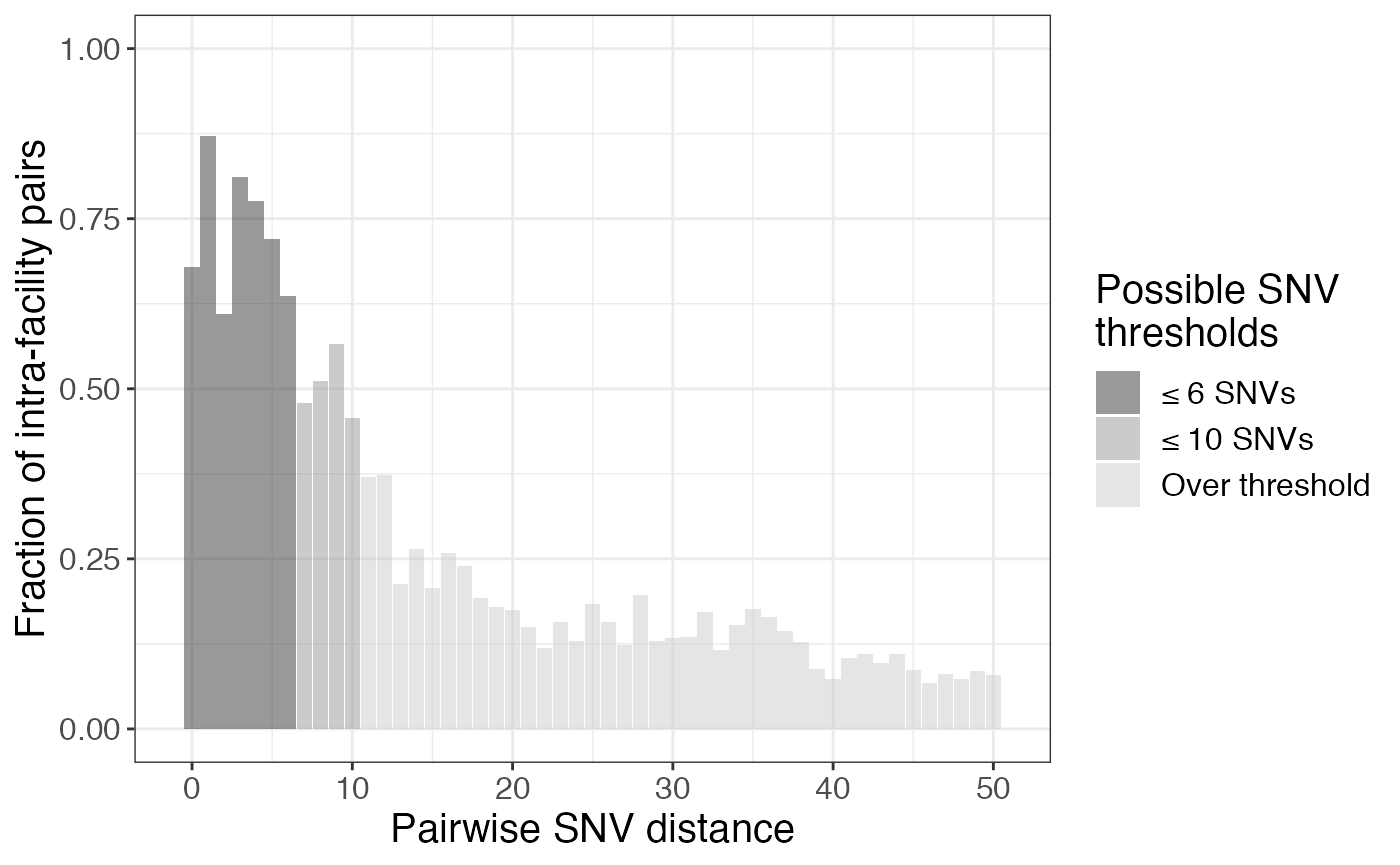 Fraction of intra-facility pairs
1.00
0.75
0.50
0.25
0.00
0 10 20 30 40 50
Pairwise SNV distance
Possible SNV
thresholds
≤ 6 SNVs
≤ 10 SNVs
Over threshold